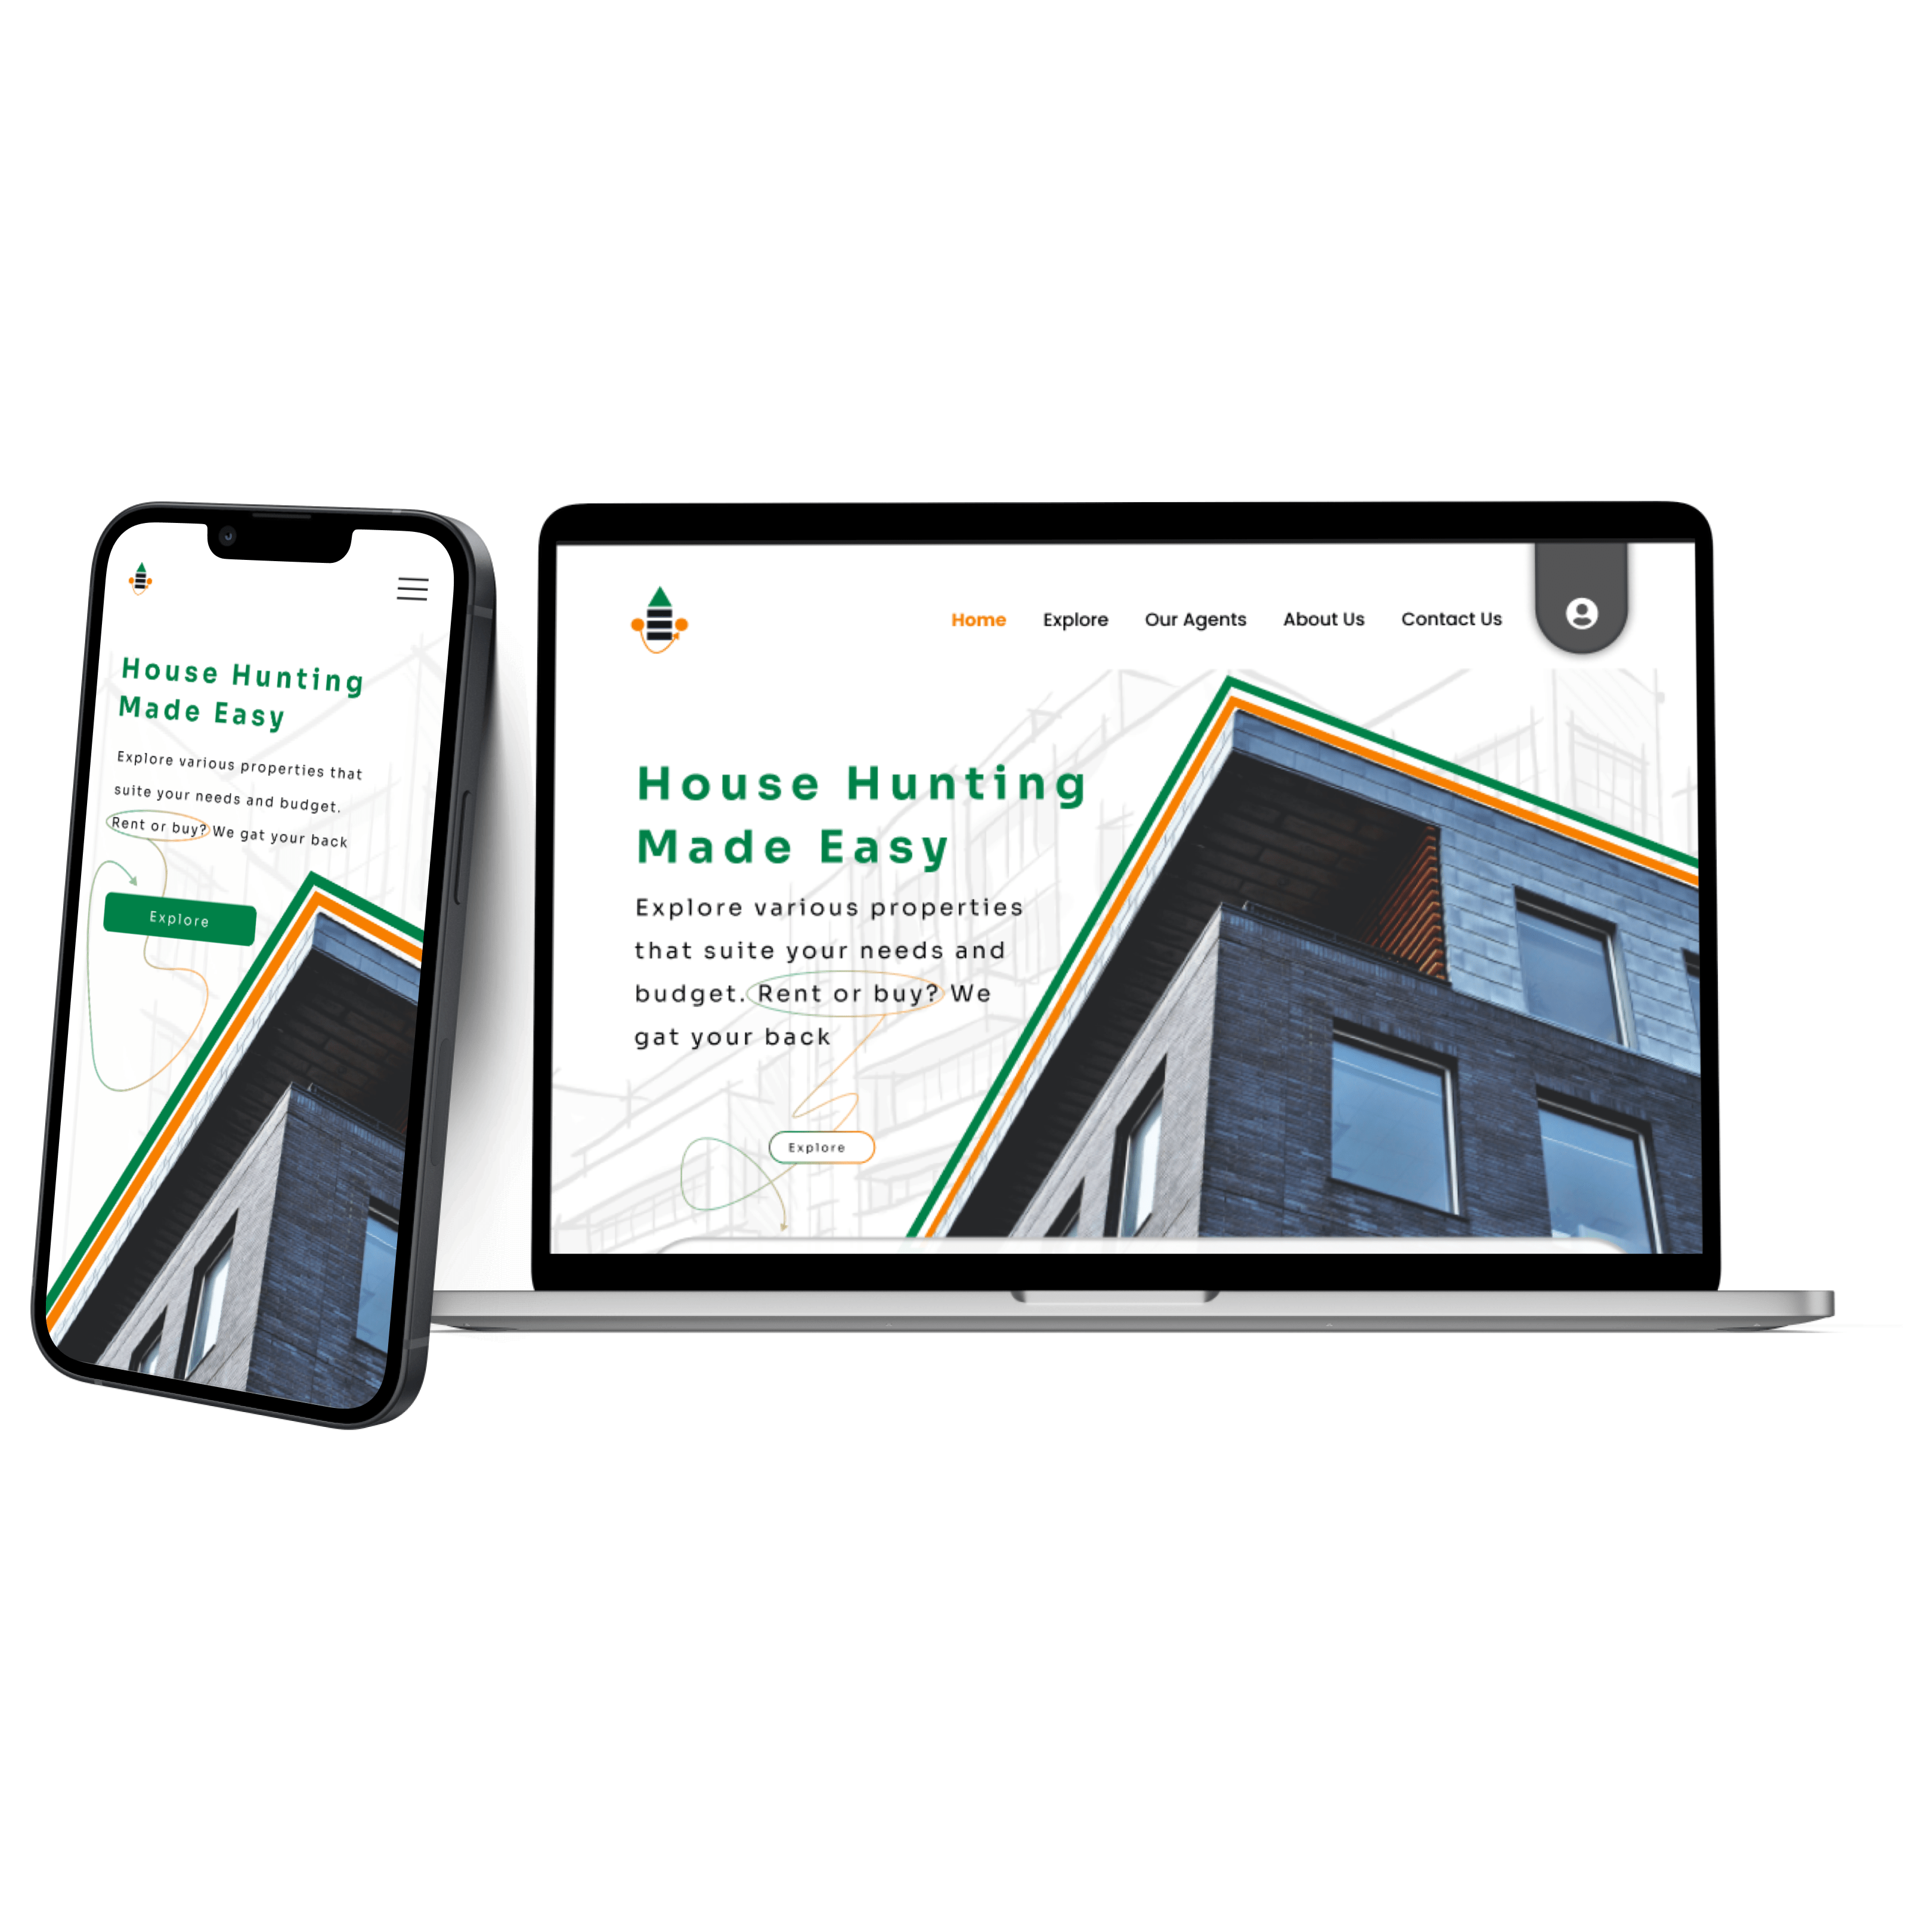 House Hunting
Made Easy
Explore various properties that
suite your needs and budget.
Rent or buy? We gat your back
Explore
Home Explore Our Agents About Us Contact Us
House Hunting
Made Easy
Explore various properties
that suite your needs and
budget. Rent or buy? We
gat your back
Explore